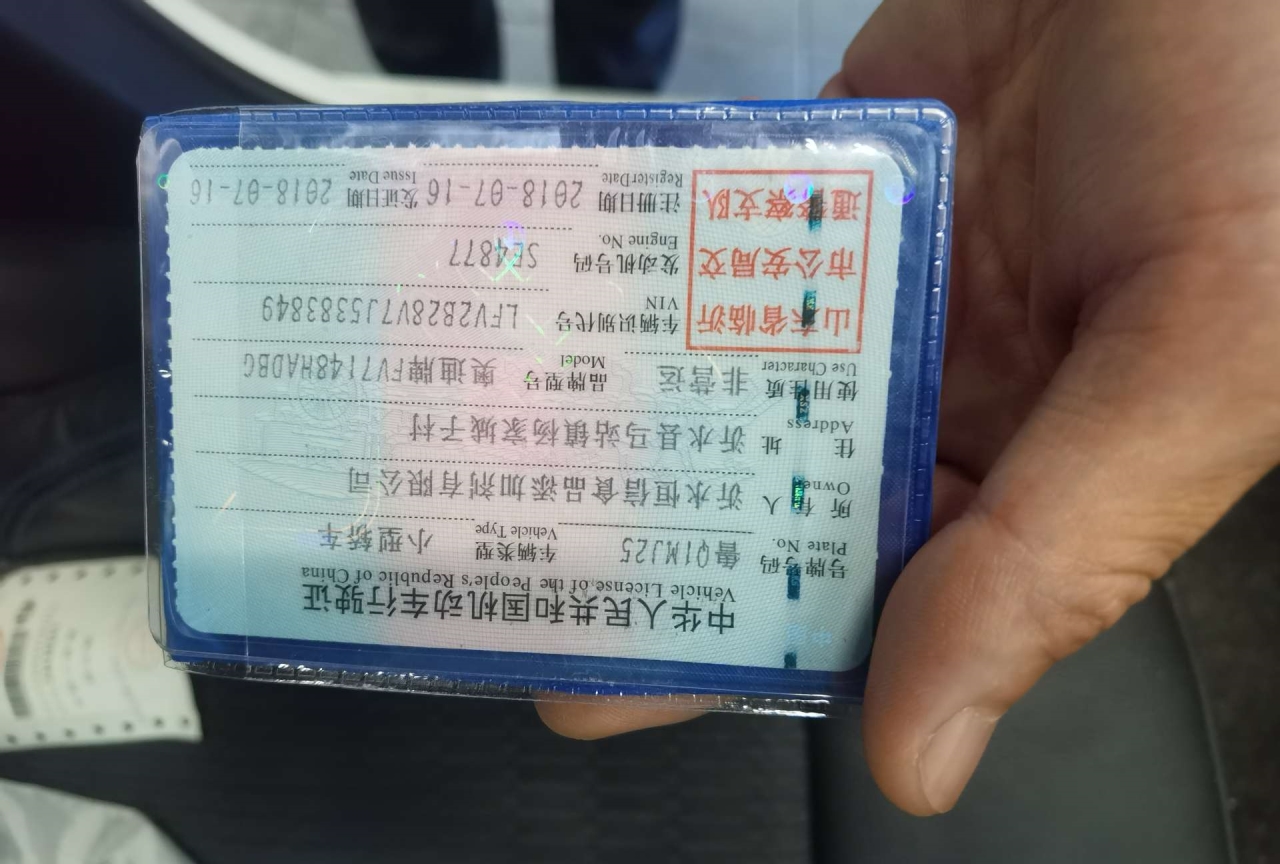 中华人民共和国机动车行驶证
Vehicle License of the People's Republic of China
号牌号码 鲁Q1MJ25 车辆类型 小型轿车
Plate No. Vehicle Type
所有人 沂水恒信食品添加剂有限公司
Owner
住址 沂水县马站镇杨家城子村
Address
使用性质 非营运 品牌型号 奥迪牌FV7148HADBG
Use Character Model
山东省临沂
市公安局交
通警察支队
车辆识别代号 LFV2B28V7J5383849
VIN
发动机号码 SE4877
Engine No.
注册日期 2018-07-16 发证日期 2018-07-16
Register Date Issue Date